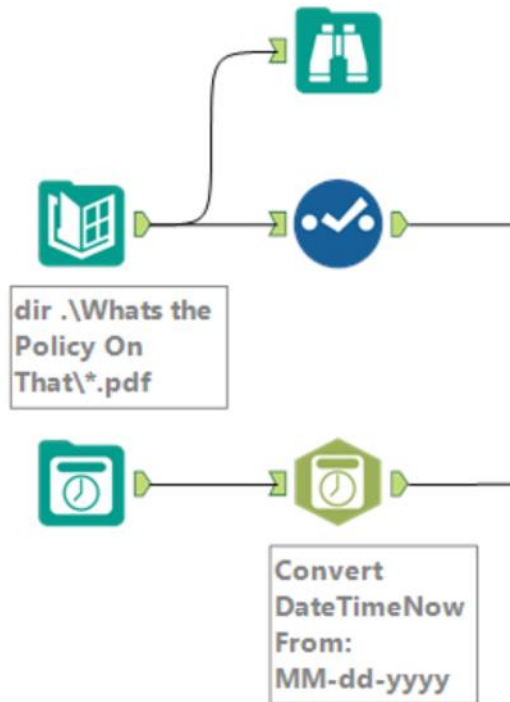 dir .\Whats the
Policy On
That\*.pdf
Convert
DateTimeNow
From:
MM-dd-yyyy